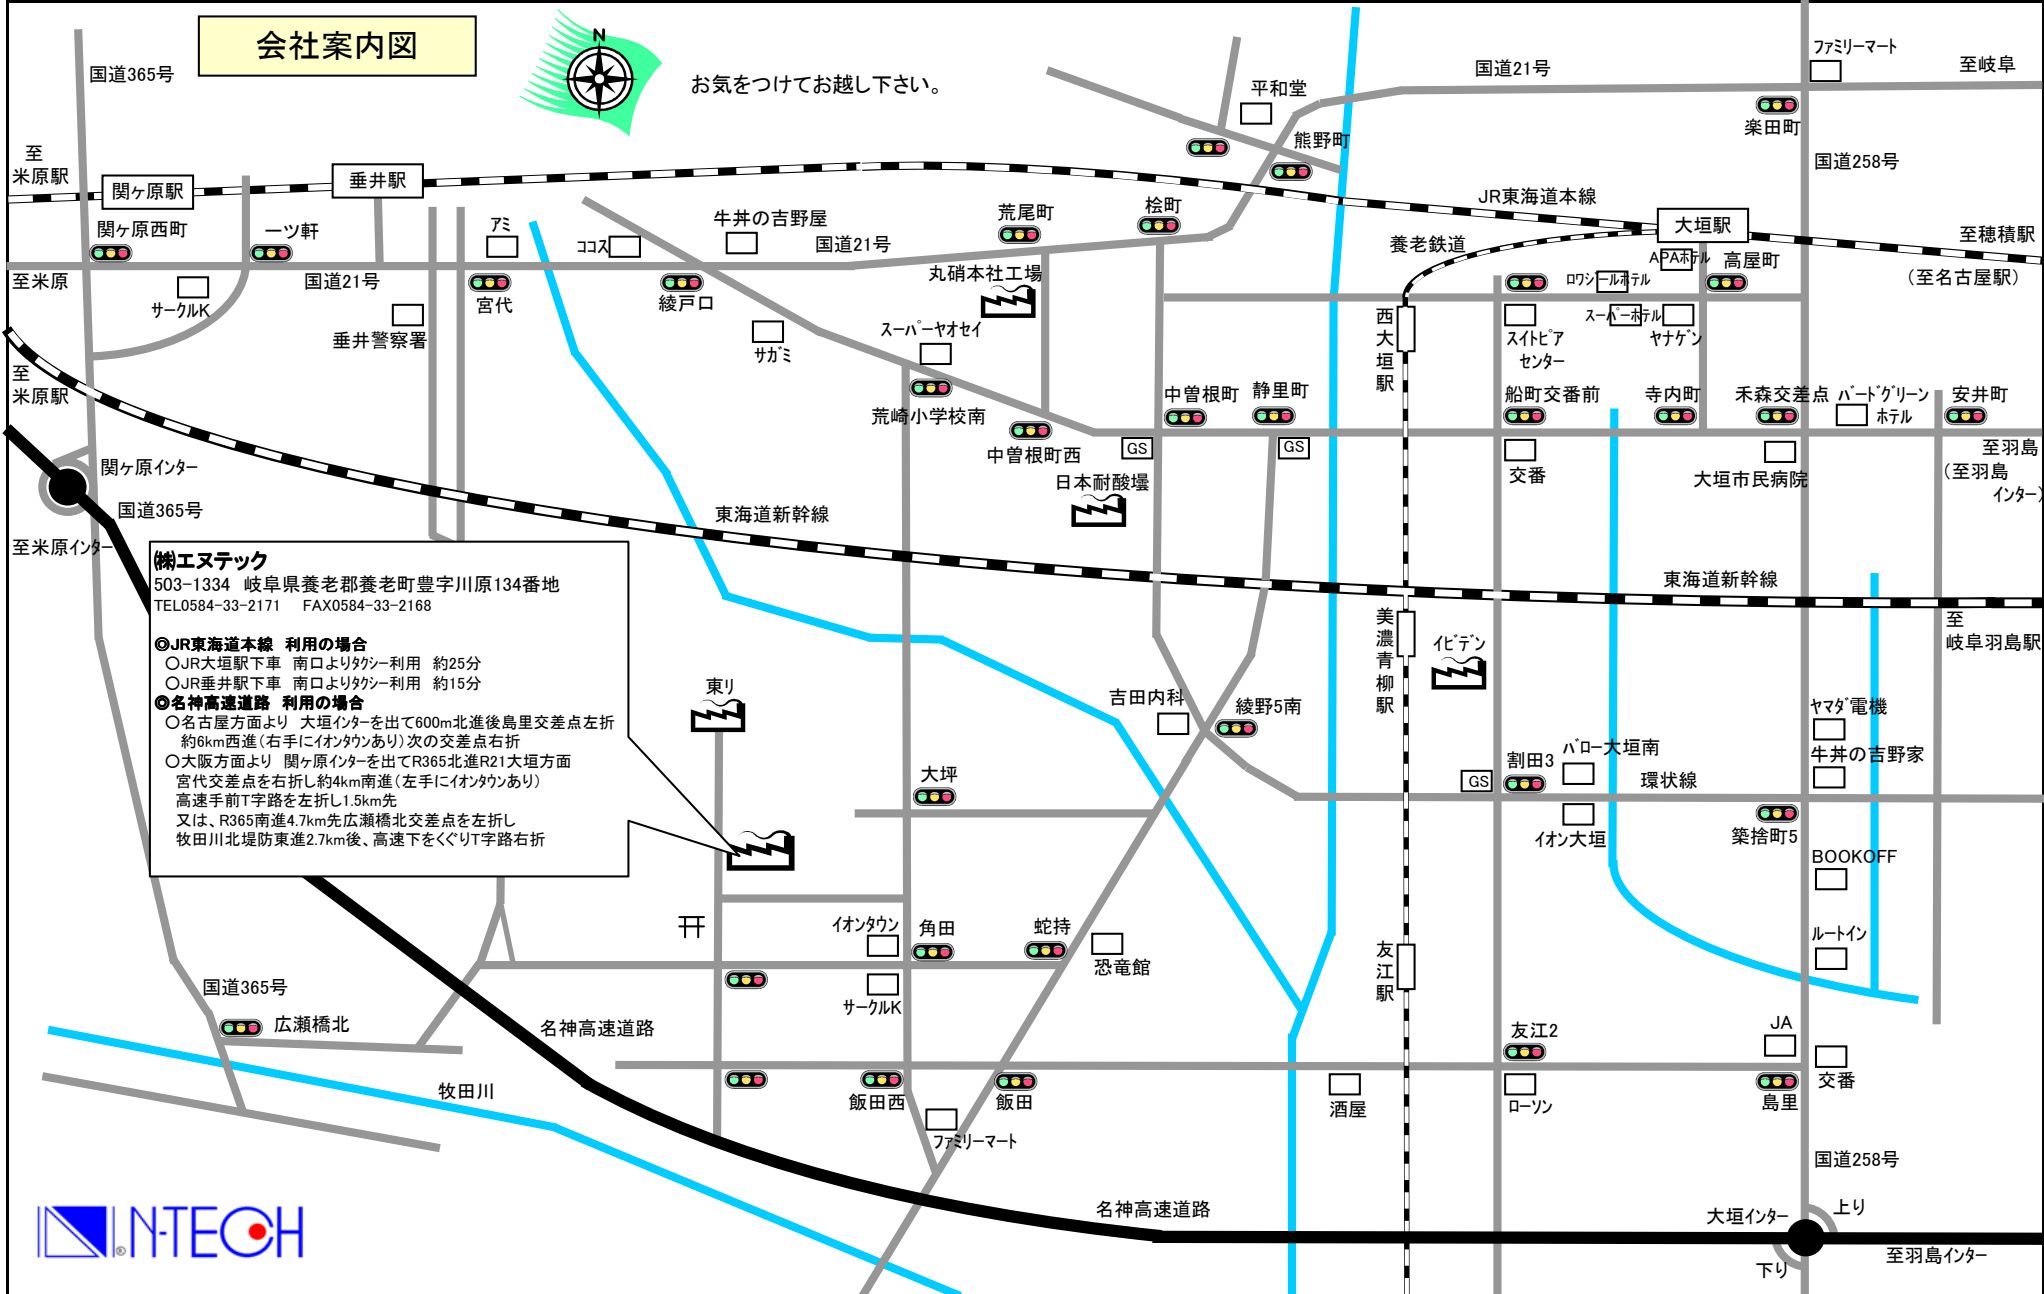 会社案内図
お気をつけてお越し下さい。
N
国道365号
国道21号
ファミリーマート
至岐阜
平和堂
熊野町
楽田町
国道258号
至
米原駅
関ヶ原駅
垂井駅
JR東海道本線
大垣駅
至穂積駅
(至名古屋駅)
関ヶ原西町
一ツ軒
アミ
ココス
牛丼の吉野屋
国道21号
荒尾町
桧町
養老鉄道
APAホテル
高屋町
ロワジールホテル
至米原
サークルK
国道21号
垂井警察署
宮代
綾戸口
サガミ
丸硝本社工場
スーパーヤオセイ
西大垣駅
スイトピア
センター
スーパーホテル
ヤナゲン
至
米原駅
荒崎小学校南
中曽根町西
中曽根町
静里町
船町交番前
寺内町
禾森交差点
バードグリーン
ホテル
安井町
GS
GS
交番
大垣市民病院
至羽島
(至羽島
インター)
関ヶ原インター
国道365号
至米原インター
日本耐酸壜
東海道新幹線
東海道新幹線
至
岐阜羽島駅
㈱エヌテック
503-1334 岐阜県養老郡養老町豊字川原134番地
TEL0584-33-2171 FAX0584-33-2168
◎JR東海道本線 利用の場合
○JR大垣駅下車 南口よりタクシー利用 約25分
○JR垂井駅下車 南口よりタクシー利用 約15分
◎名神高速道路 利用の場合
○名古屋方面より 大垣インターを出て600m北進後島里交差点左折
約6km西進(右手にイオンタウンあり)次の交差点右折
○大阪方面より 関ヶ原インターを出てR365北進R21大垣方面
宮代交差点を右折し約4km南進(左手にイオンタウンあり)
高速手前T字路を左折し1.5km先
又は、R365南進4.7km先広瀬橋北交差点を左折し
牧田川北堤防東進2.7km後、高速下をくぐりT字路右折
東リ
美濃青柳駅
イビデン
吉田内科
綾野5南
ヤマダ電機
牛丼の吉野家
大坪
GS
割田3
バロー大垣南
環状線
イオン大垣
築捨町5
BOOKOFF
イオンタウン
角田
蛇持
恐竜館
ルートイン
サークルK
友江駅
国道365号
広瀬橋北
名神高速道路
友江2
JA
交番
牧田川
飯田西
飯田
ファミリーマート
酒屋
ローソン
島里
国道258号
名神高速道路
大垣インター
上り
下り
至羽島インター
N-TECH
®